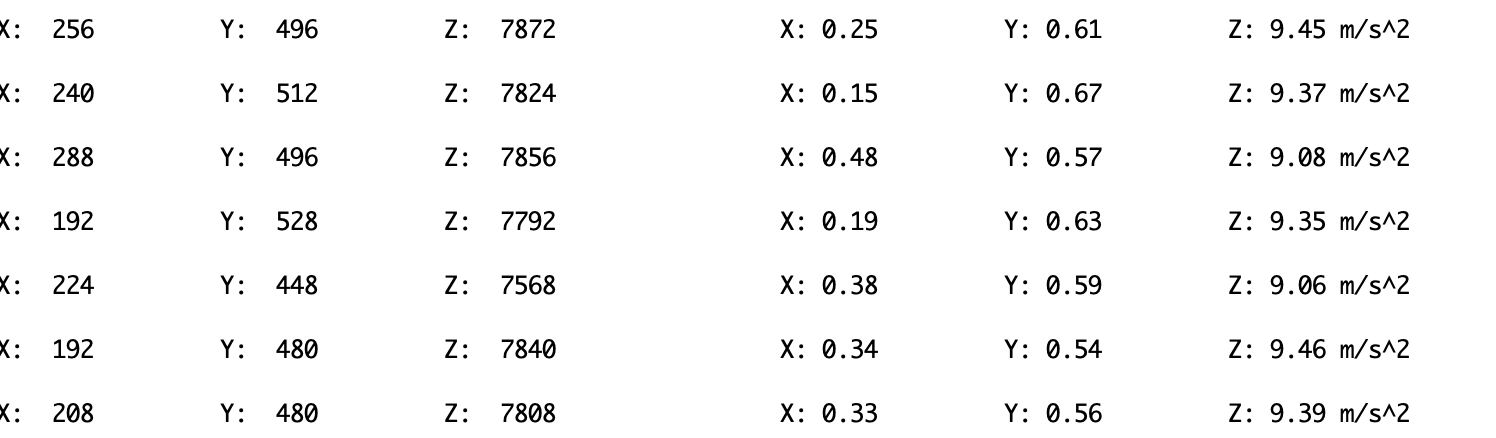 X:  256         Y:  496         Z:  7872                X: 0.25         Y: 0.61         Z: 9.45 m/s^2
X:  240         Y:  512         Z:  7824                X: 0.15         Y: 0.67         Z: 9.37 m/s^2
X:  288         Y:  496         Z:  7856                X: 0.48         Y: 0.57         Z: 9.08 m/s^2
X:  192         Y:  528         Z:  7792                X: 0.19         Y: 0.63         Z: 9.35 m/s^2
X:  224         Y:  448         Z:  7568                X: 0.38         Y: 0.59         Z: 9.06 m/s^2
X:  192         Y:  480         Z:  7840                X: 0.34         Y: 0.54         Z: 9.46 m/s^2
X:  208         Y:  480         Z:  7808                X: 0.33         Y: 0.56         Z: 9.39 m/s^2